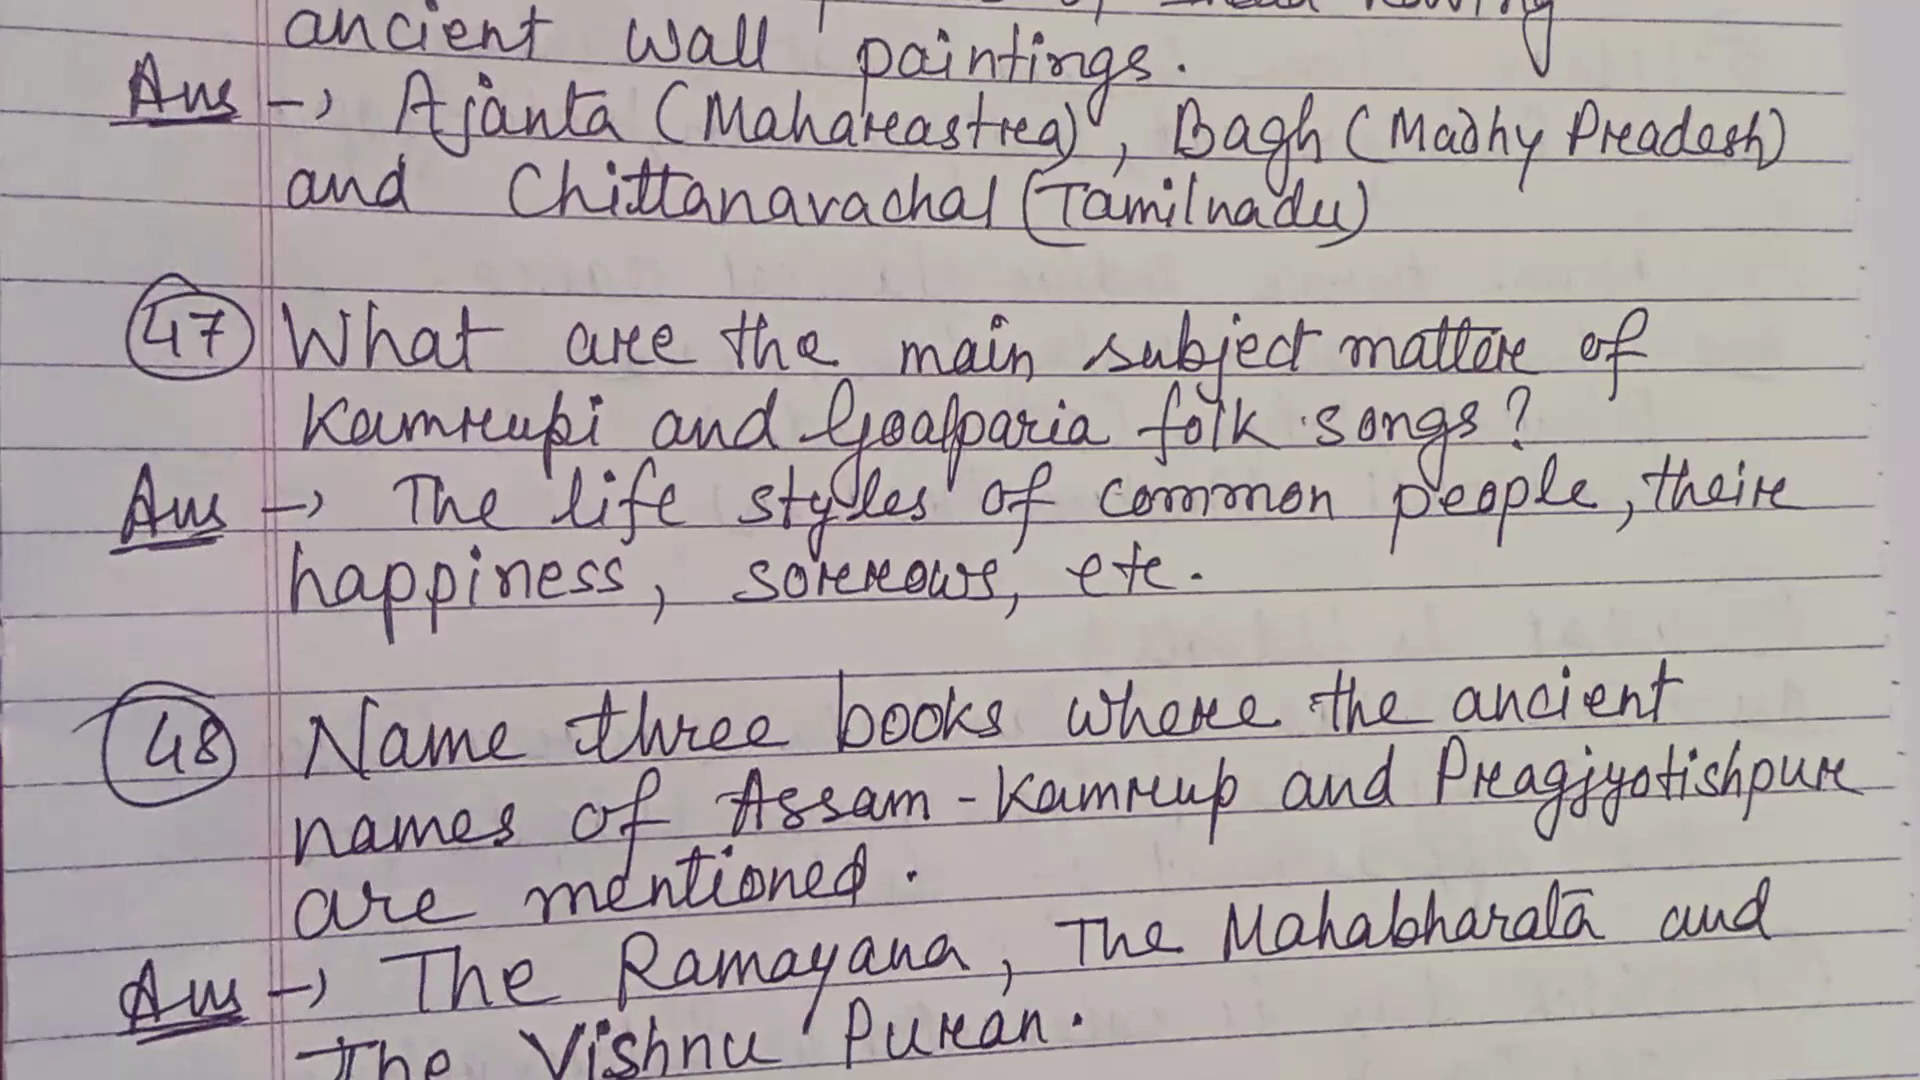 ancient wall paintings.
Ans → Ajanta (Maharastra), Bagh (Madhy Pradesh)
and Chittanavachal (Tamilnadu)
47 What are the main subject matter of
Kamrupi and Goalparia folk songs?
Ans → The life styles of common people, their
happiness, sorrows, etc.
48 Name three books where the ancient
names of Assam - Kamrup and Pragjyotishpur
are mentioned.
Ans → The Ramayana, The Mahabharata and
The Vishnu Puran.